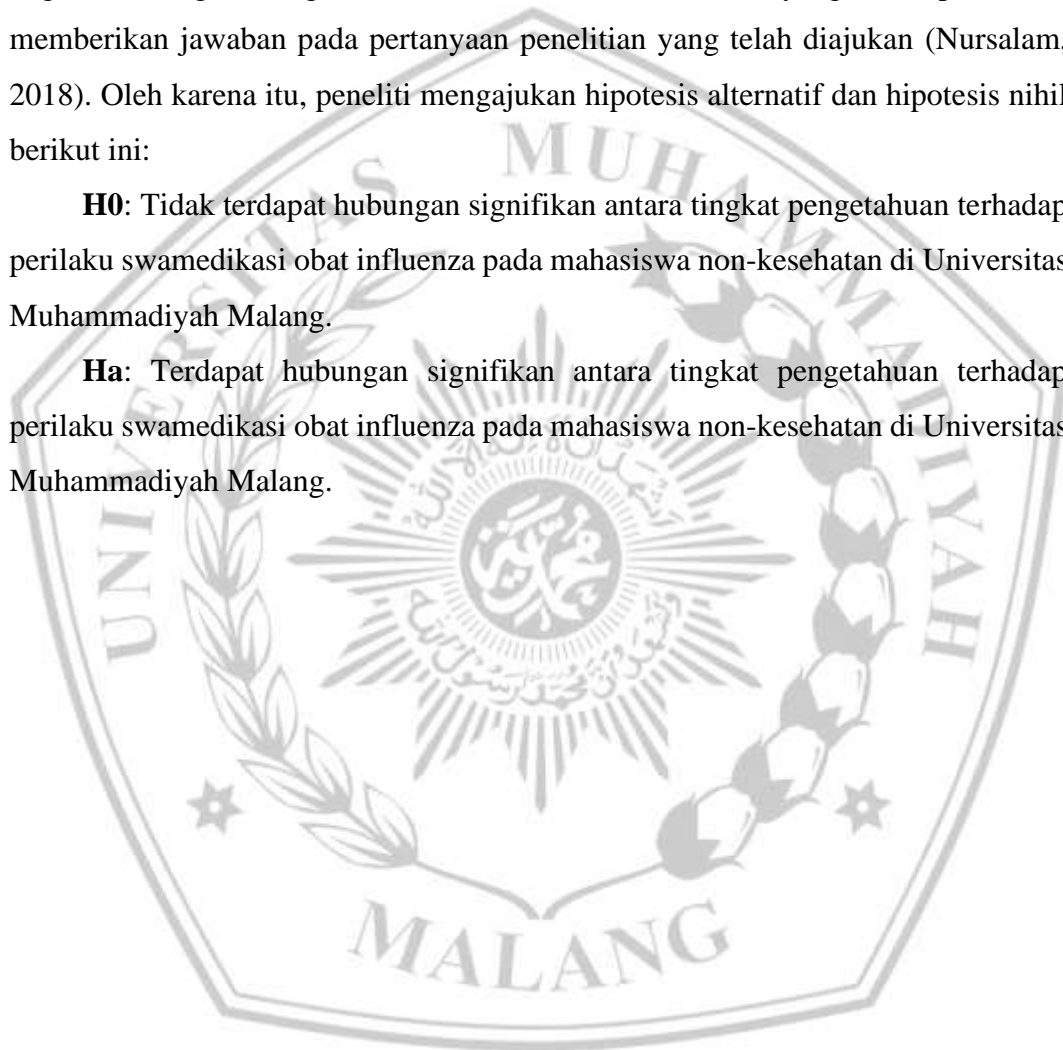 memberikan jawaban pada pertanyaan penelitian yang telah diajukan (Nursalam,
2018). Oleh karena itu, peneliti mengajukan hipotesis alternatif dan hipotesis nihil
berikut ini:
H0: Tidak terdapat hubungan signifikan antara tingkat pengetahuan terhadap
perilaku swamedikasi obat influenza pada mahasiswa non-kesehatan di Universitas
Muhammadiyah Malang.
Ha: Terdapat hubungan signifikan antara tingkat pengetahuan terhadap
perilaku swamedikasi obat influenza pada mahasiswa non-kesehatan di Universitas
Muhammadiyah Malang.
UNIVERSITAS MUHAMMADIYAH
MALANG